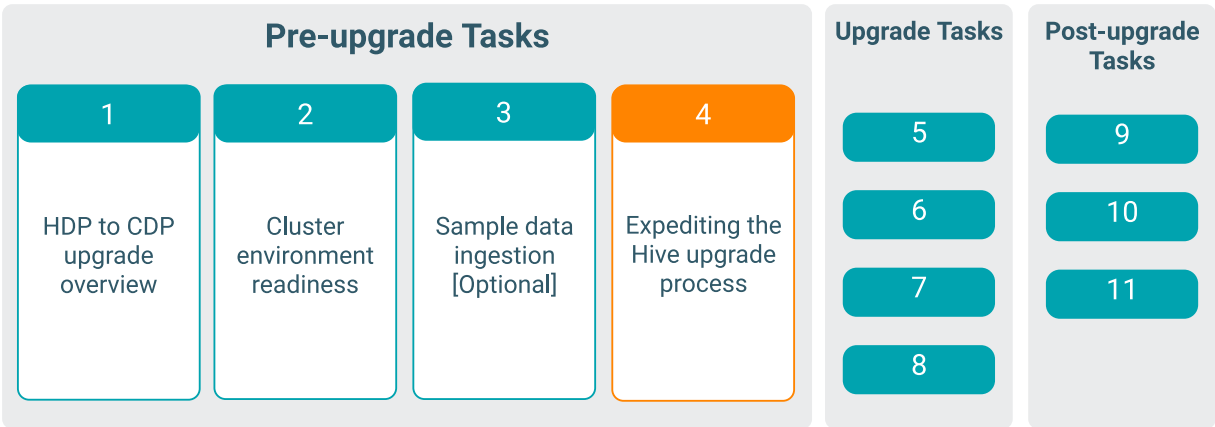 Pre-upgrade Tasks
1
HDP to CDP
upgrade
overview
2
Cluster
environment
readiness
3
Sample data
ingestion
[Optional]
4
Expediting the
Hive upgrade
process
Upgrade Tasks
5
6
7
8
Post-upgrade
Tasks
9
10
11